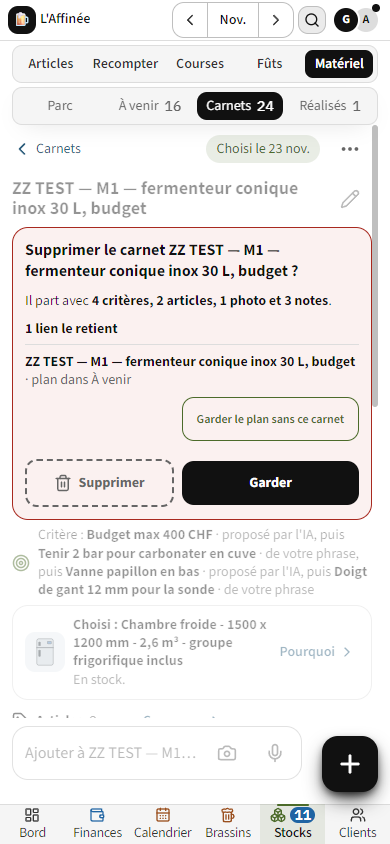 L'Affinée
Nov.
G
A
Articles
Recompter
Courses
Fûts
Matériel
Parc
À venir 16
Carnets 24
Réalisés 1
Carnets
Choisi le 23 nov.
ZZ TEST — M1 — fermenteur conique
inox 30 L, budget
Supprimer le carnet ZZ TEST — M1 —
fermenteur conique inox 30 L, budget ?
Il part avec 4 critères, 2 articles, 1 photo et 3 notes.
1 lien le retient
ZZ TEST — M1 — fermenteur conique inox 30 L, budget
· plan dans À venir
Garder le plan sans ce carnet
Supprimer
Garder
Critère : Budget max 400 CHF · proposé par l'IA, puis
Tenir 2 bar pour carbonater en cuve · de votre phrase,
puis Vanne papillon en bas · proposé par l'IA, puis Doigt
de gant 12 mm pour la sonde · de votre phrase
Choisi : Chambre froide - 1500 x
1200 mm - 2,6 m³ - groupe
frigorifique inclus
En stock.
Pourquoi
Ajouter à ZZ TEST — M1…
Bord
Finances
Calendrier
Brassins
11
Stocks
Clients